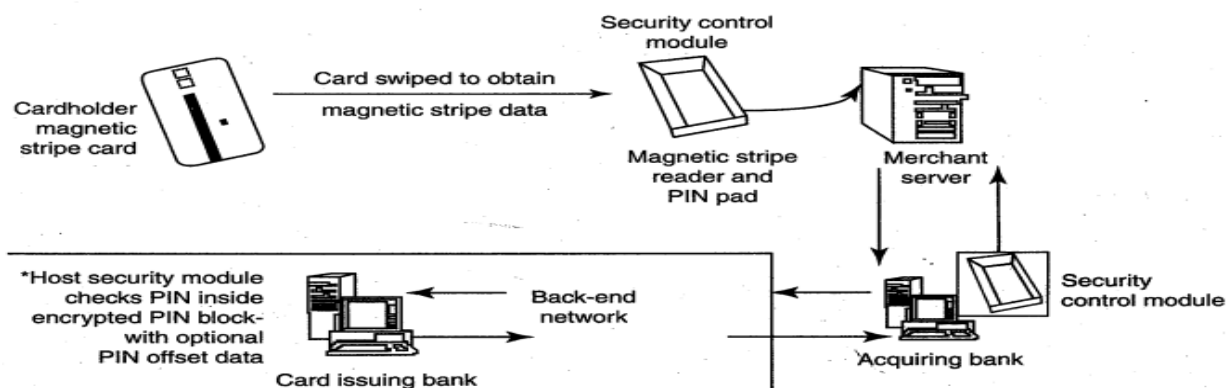 Security control
module
Card swiped to obtain
magnetic stripe data
Cardholder
magnetic
stripe card
Magnetic stripe
reader and
PIN pad
Merchant
server
*Host security module
checks PIN inside
encrypted PIN block-
with optional
PIN offset data
Back-end
network
Security
control module
Acquiring bank
Card issuing bank